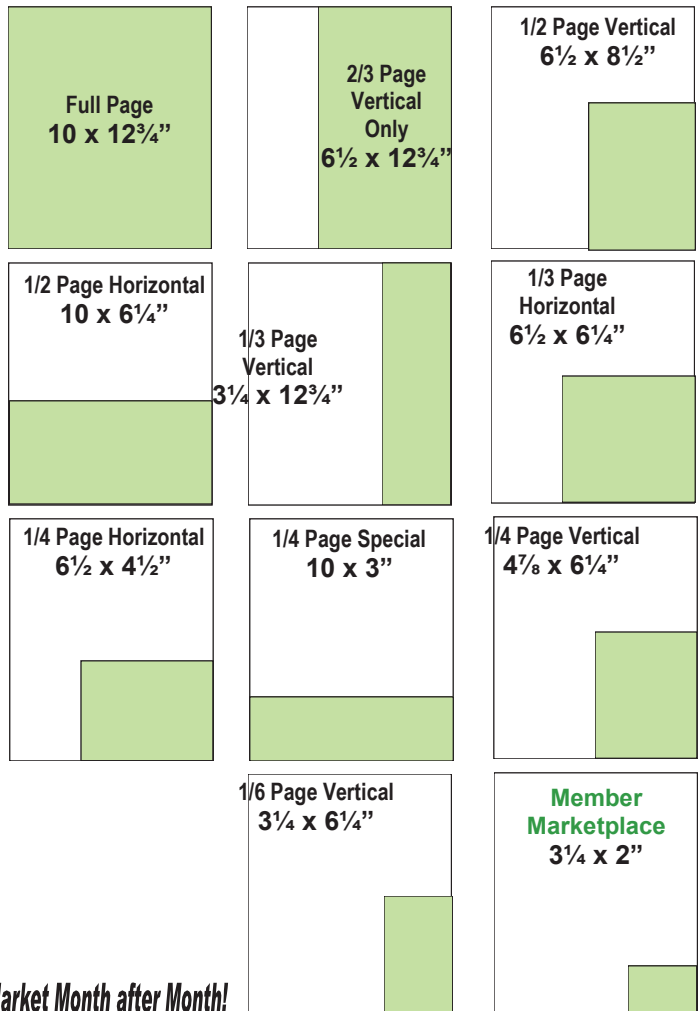 Full Page
10 x 12¾”
2/3 Page
Vertical
Only
6½ x 12¾”
1/2 Page Vertical
6½ x 8½”
1/2 Page Horizontal
10 x 6¼”
1/3 Page
Vertical
3¼ x 12¾”
1/3 Page
Horizontal
6½ x 6¼”
1/4 Page Horizontal
6½ x 4½”
1/4 Page Special
10 x 3”
1/4 Page Vertical
4⅞ x 6¼”
1/6 Page Vertical
3¼ x 6¼”
Member
Marketplace
3¼ x 2”
Month after Month!